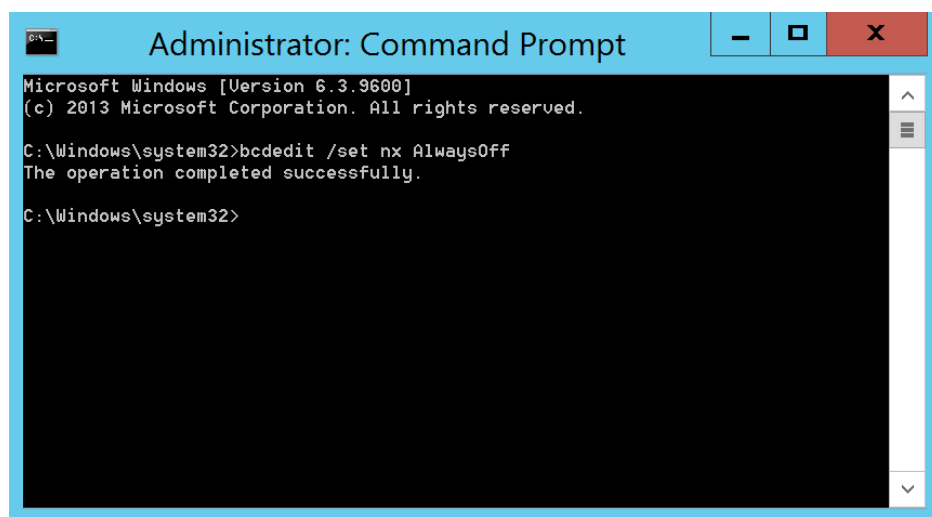 Administrator: Command Prompt
Microsoft Windows [Version 6.3.9600]
(c) 2013 Microsoft Corporation. All rights reserved.
C:\Windows\system32>bcdedit /set nx AlwaysOff
The operation completed successfully.
C:\Windows\system32>